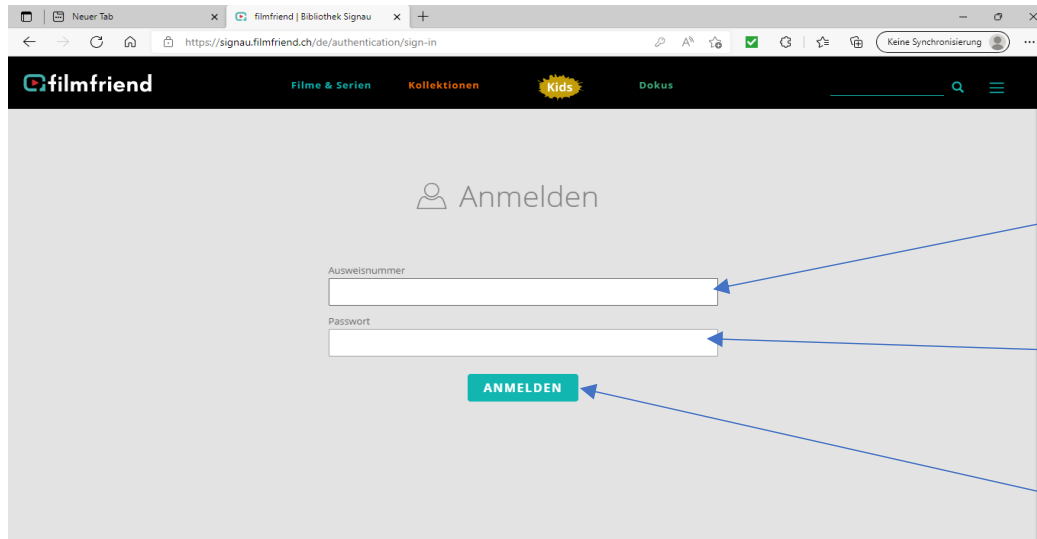 Neuer Tab
filmfriend | Bibliothek Signau
https://signau.filmfriend.ch/de/authentication/sign-in
Keine Synchronisierung
filmfriend
Filme & Serien
Kollektionen
Kids
Dokus
Anmelden
Ausweisnummer
Passwort
ANMELDEN